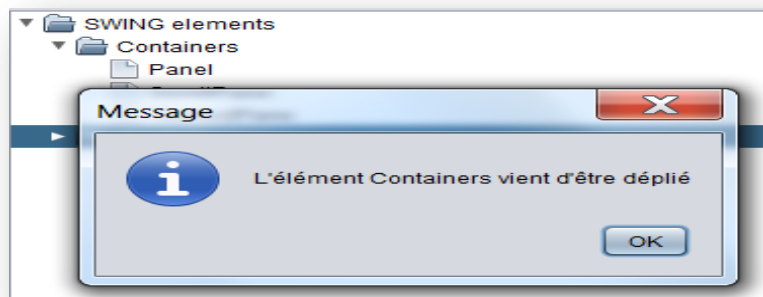 SWING elements
Containers
Panel
Message
L'élément Containers vient d'être déplié
OK